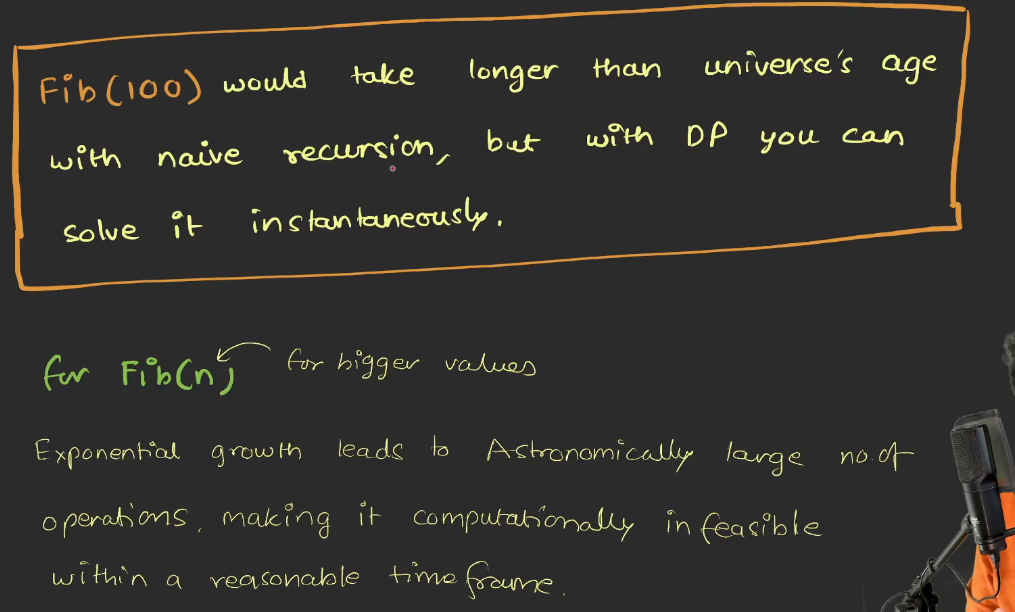 Fib(100) would take longer than universe's age
with naive recursion, but with DP you can
solve it instantaneously.
for Fib(n) for bigger values
Exponential growth leads to Astronomically large no.of
operations, making it computationally infeasible
within a reasonable timeframe.